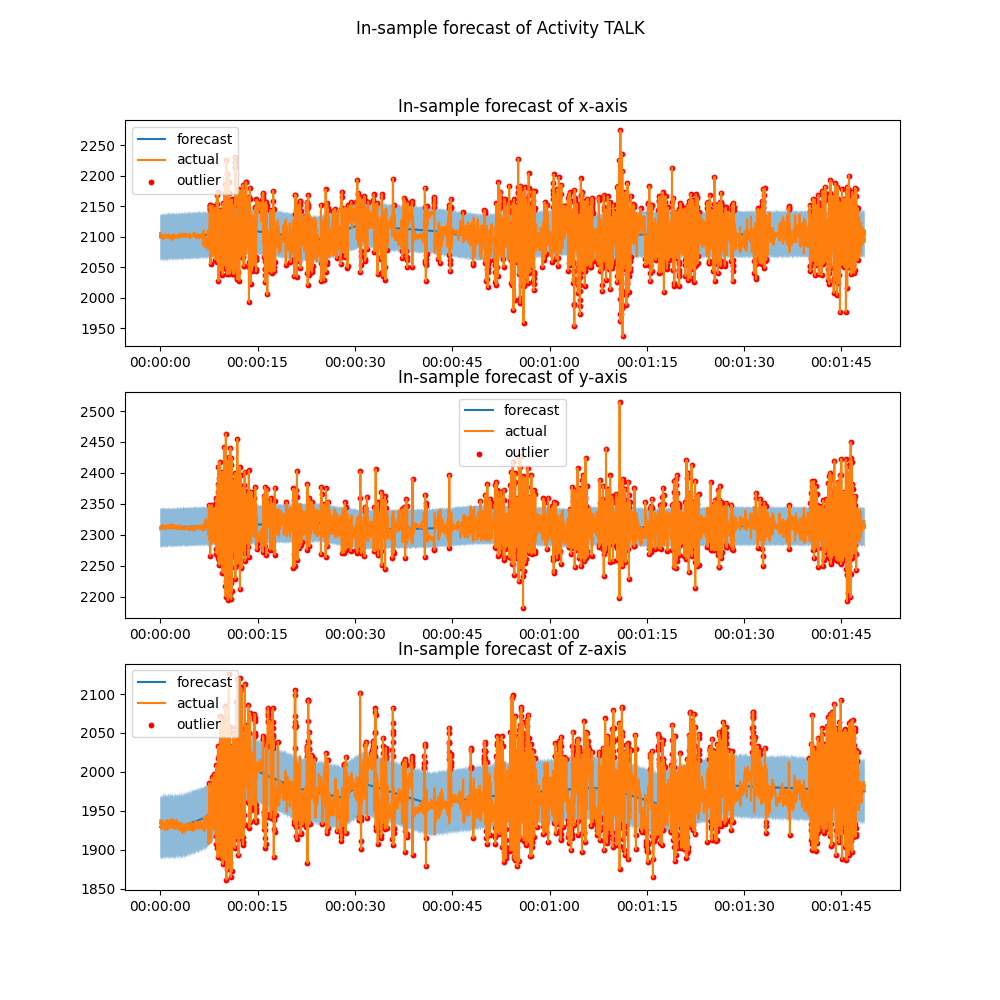 In-sample forecast of Activity TALK
In-sample forecast of x-axis
forecast
actual
outlier
2250
2200
2150
2100
2050
2000
1950
00:00:00 00:00:15 00:00:30 00:00:45 00:01:00 00:01:15 00:01:30 00:01:45
In-sample forecast of y-axis
forecast
actual
outlier
2500
2450
2400
2350
2300
2250
2200
00:00:00 00:00:15 00:00:30 00:00:45 00:01:00 00:01:15 00:01:30 00:01:45
In-sample forecast of z-axis
forecast
actual
outlier
2100
2050
2000
1950
1900
1850
00:00:00 00:00:15 00:00:30 00:00:45 00:01:00 00:01:15 00:01:30 00:01:45